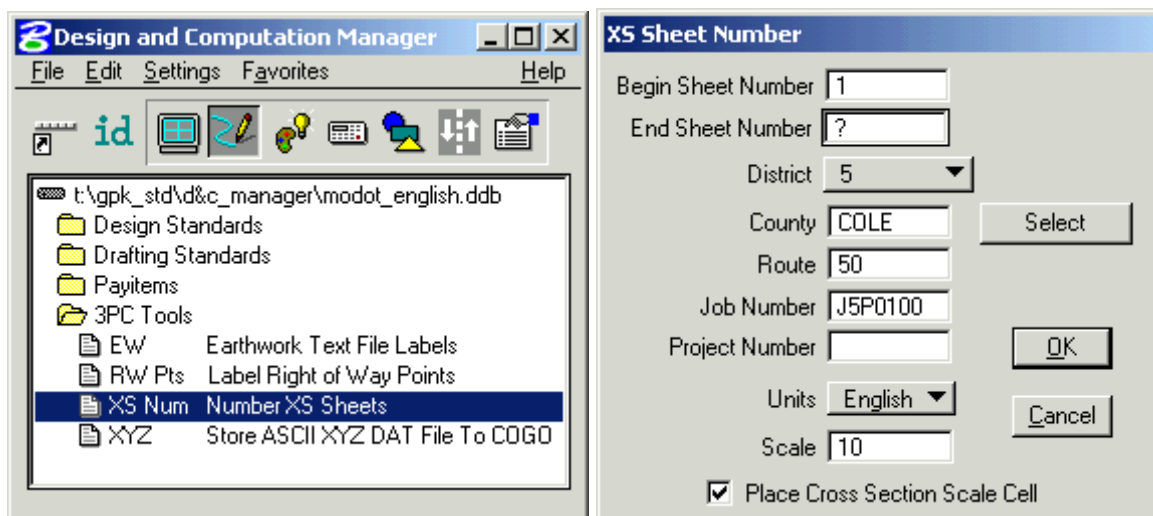 Design and Computation Manager
File Edit Settings Favorites Help
id
t:\gpk_std\d&c_manager\modot_english.ddb
Design Standards
Drafting Standards
Payitems
3PC Tools
EW Earthwork Text File Labels
RW Pts Label Right of Way Points
XS Num Number XS Sheets
XYZ Store ASCII XYZ DAT File To COGO
XS Sheet Number
Begin Sheet Number 1
End Sheet Number ?
District 5
County COLE Select
Route 50
Job Number J5P0100
Project Number OK
Units English
Cancel
Scale 10
Place Cross Section Scale Cell